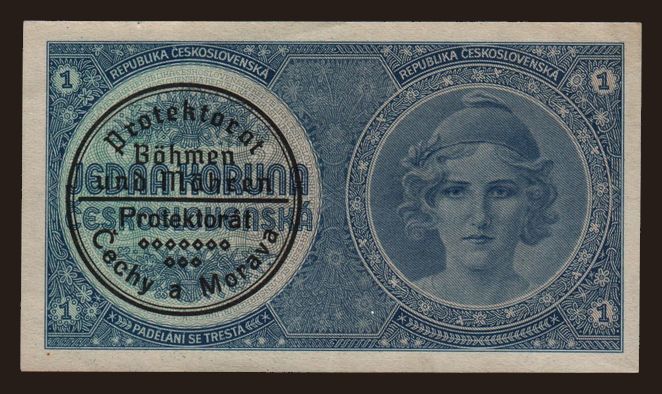 1
REPUBLIKA ČESKOSLOVENSKÁ
REPUBLIKA ČESKOSLOVENSKÁ
1
Protektorat
Böhmen
und Mähren
JEDNA KORUNA
ČESKOSLOVENSKÁ
Protektorát
Čechy a Morava
1
PADĚLÁNÍ SE TRESTÁ
1